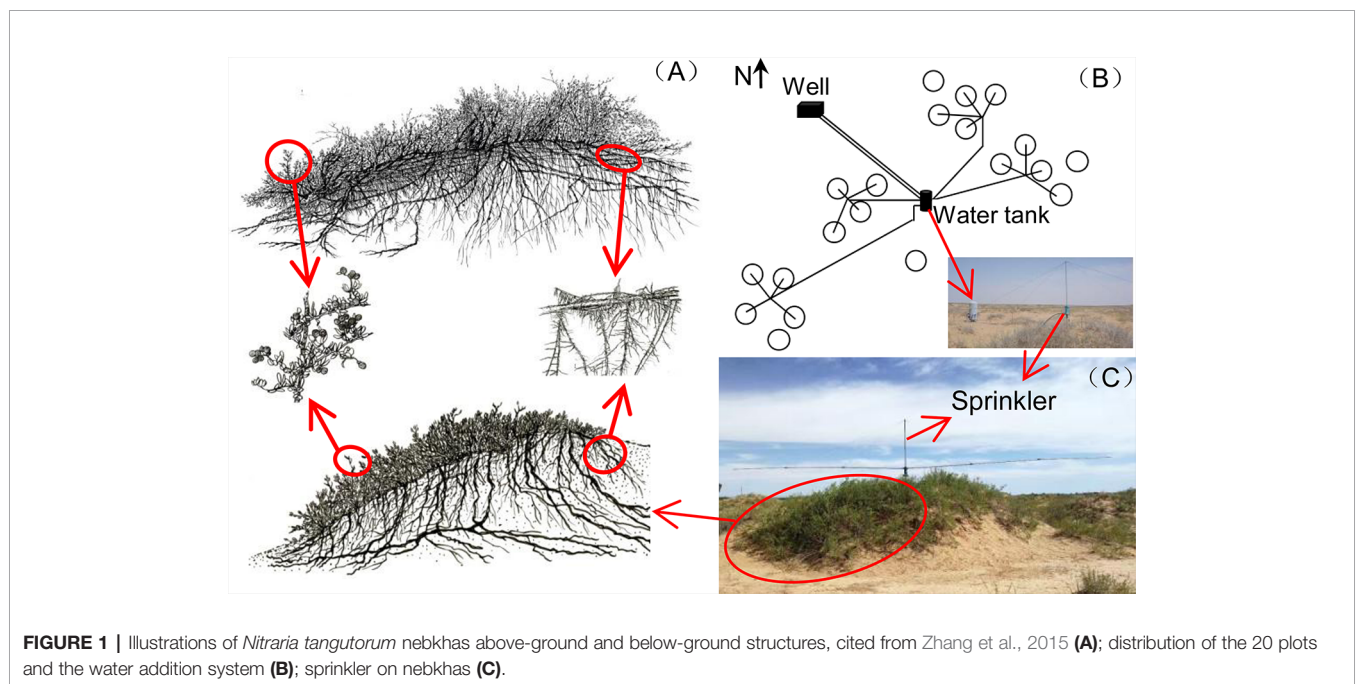 (A)
N
(B)
Well
Water tank
(C)
Sprinkler
FIGURE 1 | Illustrations of Nitraria tangutorum nebkhas above-ground and below-ground structures, cited from Zhang et al., 2015 (A); distribution of the 20 plots
and the water addition system (B); sprinkler on nebkhas (C).